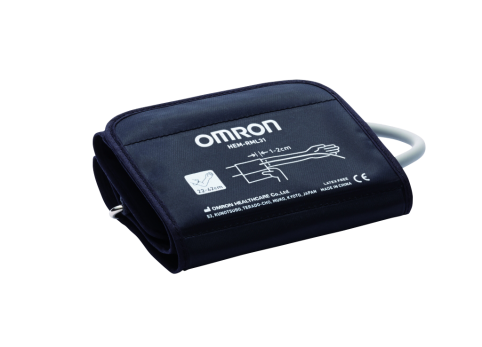 OMRON
HEM-RML31
1-2cm
22-42cm
LATEX FREE
MADE IN CHINA
CE
OMRON HEALTHCARE Co.,Ltd.
53, KUNOTSUBO, TERADO-CHO, MUKO, KYOTO, JAPAN